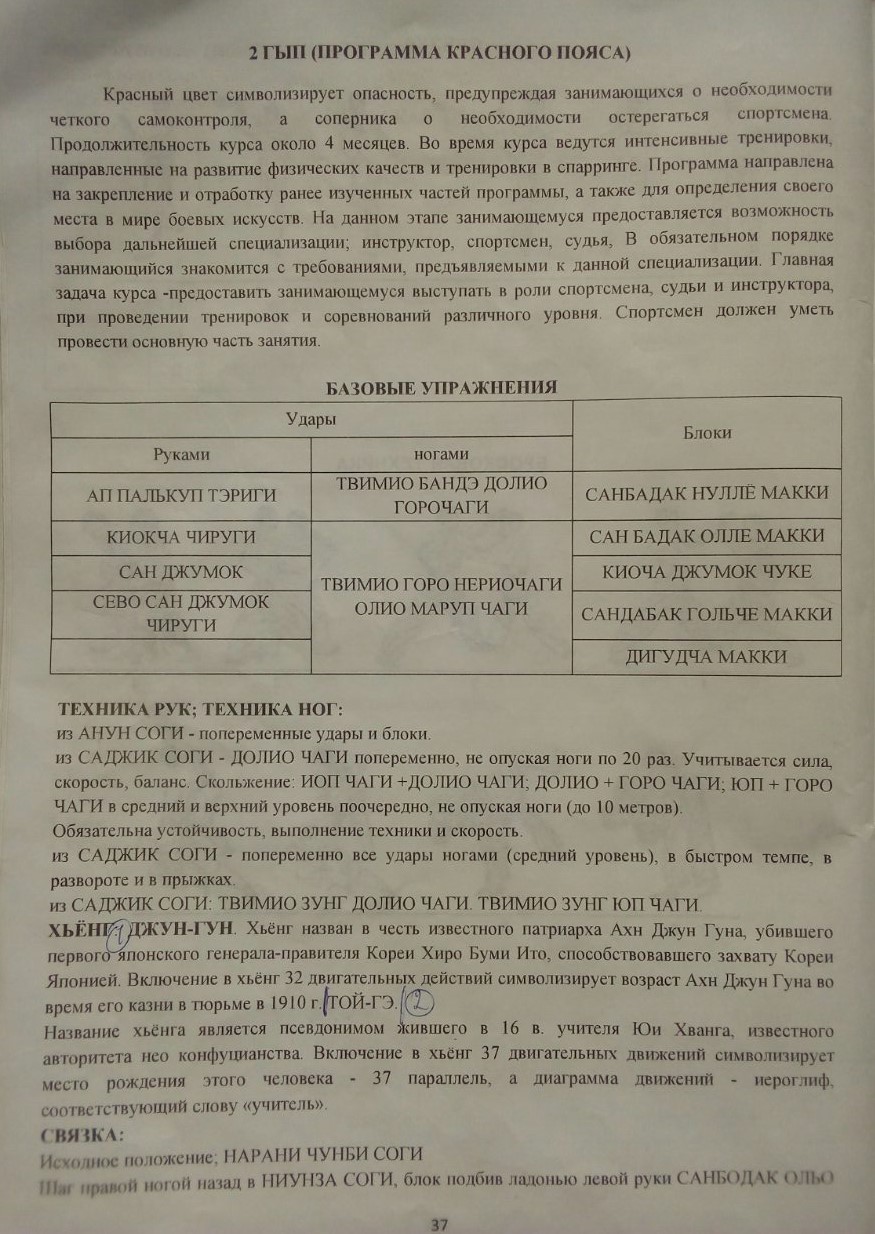 2 ГЫП (ПРОГРАММА КРАСНОГО ПОЯСА)
Красный цвет символизирует опасность, предупреждая занимающихся о необходимости
четкого самоконтроля, а соперника о необходимости остерегаться спортсмена.
Продолжительность курса около 4 месяцев. Во время курса ведутся интенсивные тренировки,
направленные на развитие физических качеств и тренировки в спарринге. Программа направлена
на закрепление и отработку ранее изученных частей программы, а также для определения своего
места в мире боевых искусств. На данном этапе занимающемуся предоставляется возможность
выбора дальнейшей специализации; инструктор, спортсмен, судья, В обязательном порядке
занимающийся знакомится с требованиями, предъявляемыми к данной специализации. Главная
задача курса -предоставить занимающемуся выступать в роли спортсмена, судьи и инструктора,
при проведении тренировок и соревнований различного уровня. Спортсмен должен уметь
провести основную часть занятия.
БАЗОВЫЕ УПРАЖНЕНИЯ
Удары
Блоки
Руками
ногами
АП ПАЛЬКУП ТЭРИГИ
ТВИМИО БАНДЭ ДОЛИО
ГОРОЧАГИ
САНБАДАК НУЛЛЁ МАККИ
КИОКЧА ЧИРУГИ
ТВИМИО ГОРО НЕРИОЧАГИ
ОЛИО МАРУП ЧАГИ
САН БАДАК ОЛЛЕ МАККИ
САН ДЖУМОК
КИОЧА ДЖУМОК ЧУКЕ
СЕВО САН ДЖУМОК
ЧИРУГИ
САНДАБАК ГОЛЬЧЕ МАККИ
ДИГУДЧА МАККИ
ТЕХНИКА РУК; ТЕХНИКА НОГ:
из АНУН СОГИ - попеременные удары и блоки.
из САДЖИК СОГИ - ДОЛИО ЧАГИ попеременно, не опуская ноги по 20 раз. Учитывается сила,
скорость, баланс. Скольжение: ИОП ЧАГИ +ДОЛИО ЧАГИ; ДОЛИО + ГОРО ЧАГИ; ЮП + ГОРО
ЧАГИ в средний и верхний уровень поочередно, не опуская ноги (до 10 метров).
Обязательна устойчивость, выполнение техники и скорость.
из САДЖИК СОГИ - попеременно все удары ногами (средний уровень), в быстром темпе, в
развороте и в прыжках.
из САДЖИК СОГИ: ТВИМИО ЗУНГ ДОЛИО ЧАГИ. ТВИМИО ЗУНГ ЮП ЧАГИ.
ХЬЁНГ: 1 ДЖУН-ГУН. Хьёнг назван в честь известного патриарха Ахн Джун Гуна, убившего
первого японского генерала-правителя Кореи Хиро Буми Ито, способствовавшего захвату Кореи
Японией. Включение в хьёнг 32 двигательных действий символизирует возраст Ахн Джун Гуна во
время его казни в тюрьме в 1910 г. ТОЙ-ГЭ. 2
Название хьёнга является псевдонимом жившего в 16 в. учителя Юи Хванга, известного
авторитета нео конфуцианства. Включение в хьёнг 37 двигательных движений символизирует
место рождения этого человека - 37 параллель, а диаграмма движений - иероглиф,
соответствующий слову «учитель».
СВЯЗКА:
Исходное положение; НАРАНИ ЧУНБИ СОГИ
Шаг правой ногой назад в НИУНЗА СОГИ, блок подбив ладонью левой руки САНБОДАК ОЛЬО
37